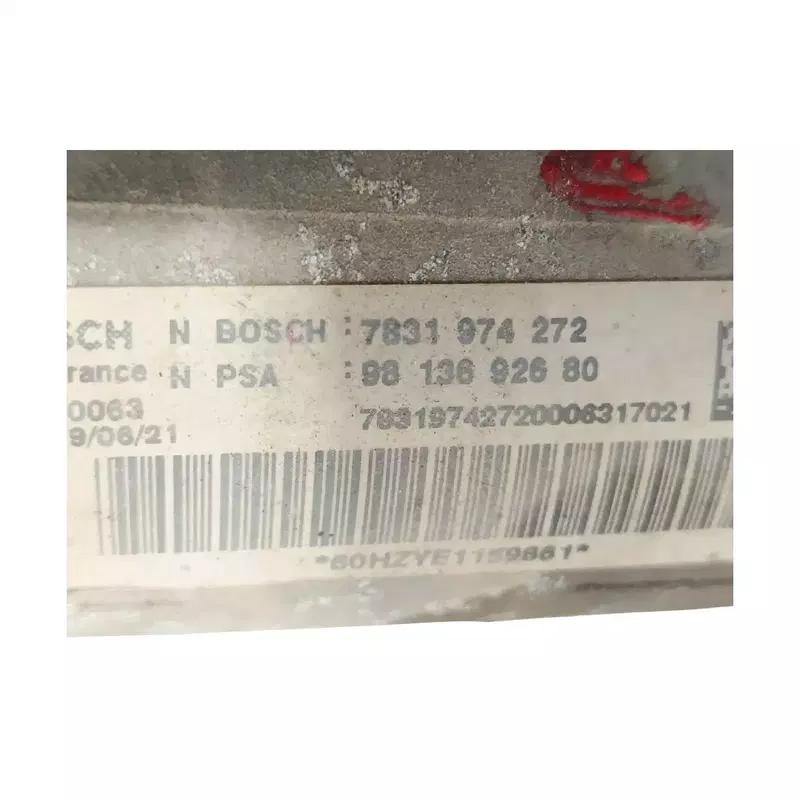 SCH N BOSCH : 7831 974 272
rance N PSA : 98 136 926 80
0063 78319742720006317021
9/06/21
*60HZYE1159861*